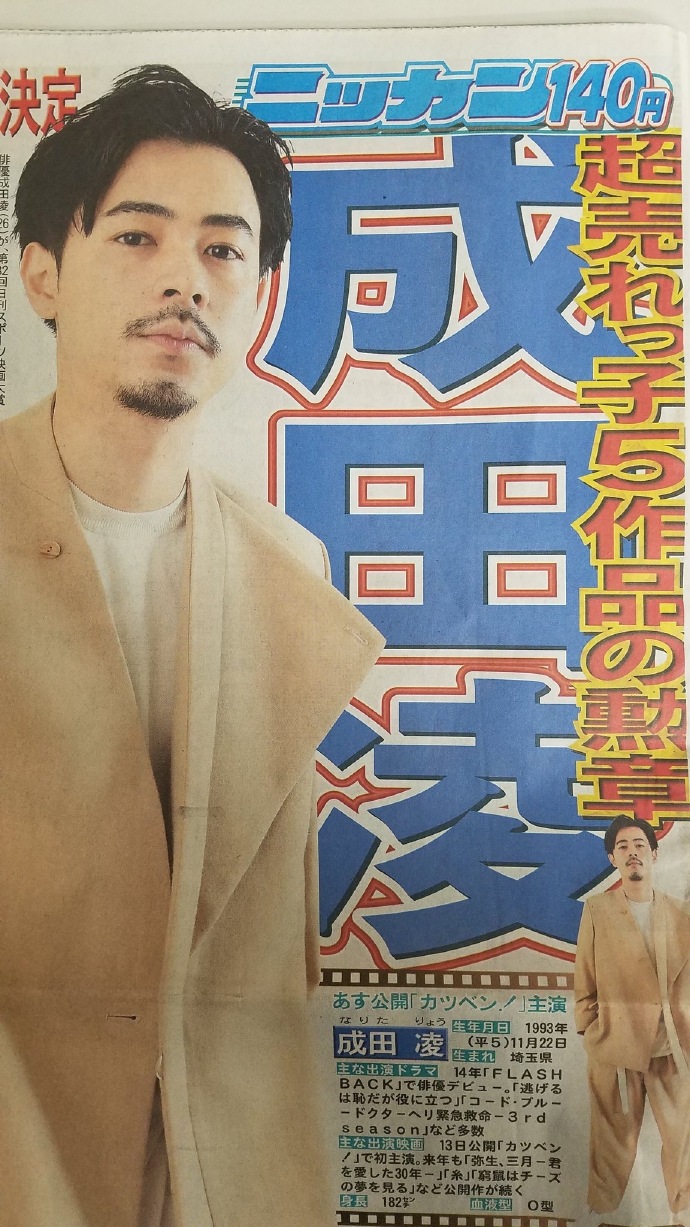 決定
ニッカン140円
超売れっ子5作品の勲章
成田凌
俳優成田凌(26)が、第32回日刊スポーツ映画大賞
あす公開「カツベン!」主演
なりた りょう
成田 凌
生年月日 1993年
(平5)11月22日
生まれ 埼玉県
主な出演ドラマ 14年「FLASH
BACK」で俳優デビュー。「逃げる
は恥だが役に立つ」「コード・ブルー
ードクターヘリ緊急救命ー3rd
season」など多数
主な出演映画 13日公開「カツベン
!」で初主演。来年も「弥生、三月ー君
を愛した30年ー」「糸」「窮鼠はチーズ
の夢を見る」など公開作が続く
身長 182センチ 血液型 O型